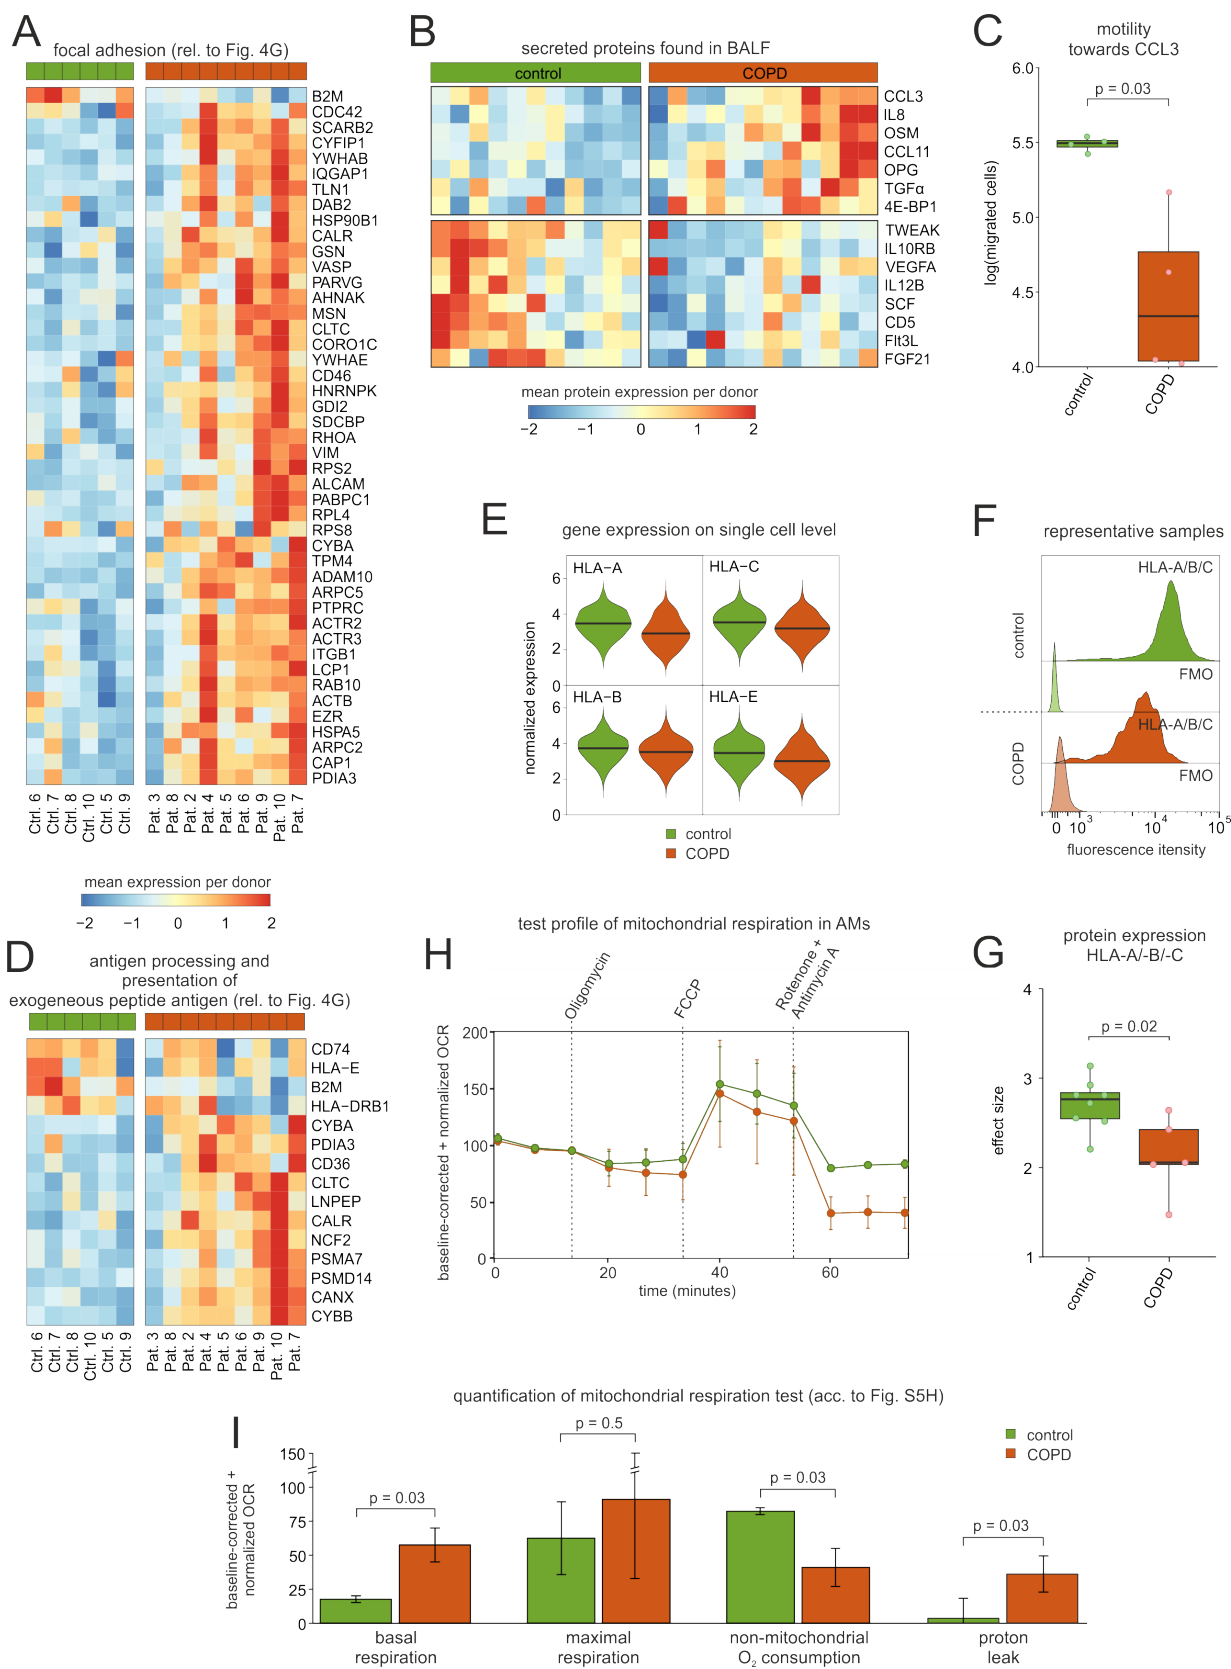 A
focal adhesion (rel. to Fig. 4G)
B2M
CDC42
SCARB2
CYFIP1
YWHAB
IQGAP1
TLN1
DAB2
HSP90B1
CALR
GSN
VASP
PARVG
AHNAK
MSN
CLTC
CORO1C
YWHAE
CD46
HNRNPK
GDI2
SDCBP
RHOA
VIM
RPS2
ALCAM
PABPC1
RPL4
RPS8
CYBA
TPM4
ADAM10
ARPC5
PTPRC
ACTR2
ACTR3
ITGB1
LCP1
RAB10
ACTB
EZR
HSPA5
ARPC2
CAP1
PDIA3
Ctrl. 6
Ctrl. 7
Ctrl. 8
Ctrl. 10
Ctrl. 5
Ctrl. 9
Pat. 3
Pat. 8
Pat. 2
Pat. 4
Pat. 5
Pat. 6
Pat. 9
Pat. 10
Pat. 7
mean expression per donor
−2 −1 0 1 2
B
secreted proteins found in BALF
control COPD
CCL3
IL8
OSM
CCL11
OPG
TGFα
4E-BP1
TWEAK
IL10RB
VEGFA
IL12B
SCF
CD5
Flt3L
FGF21
mean protein expression per donor
−2 −1 0 1 2
C
motility
towards CCL3
log(migrated cells)
6.0
5.5
5.0
4.5
4.0
p = 0.03
control
COPD
D
antigen processing and
presentation of
exogeneous peptide antigen (rel. to Fig. 4G)
CD74
HLA−E
B2M
HLA−DRB1
CYBA
PDIA3
CD36
CLTC
LNPEP
CALR
NCF2
PSMA7
PSMD14
CANX
CYBB
Ctrl. 6
Ctrl. 7
Ctrl. 8
Ctrl. 10
Ctrl. 5
Ctrl. 9
Pat. 3
Pat. 8
Pat. 2
Pat. 4
Pat. 5
Pat. 6
Pat. 9
Pat. 10
Pat. 7
E
gene expression on single cell level
normalized expression
HLA−A HLA−C
6
4
2
0
HLA−B HLA−E
6
4
2
0
control
COPD
F
representative samples
control
HLA-A/B/C
FMO
COPD
HLA-A/B/C
FMO
0 10³ 10⁴ 10⁵
fluorescence itensity
G
protein expression
HLA-A/-B/-C
effect size
4
3
2
1
p = 0.02
control
COPD
H
test profile of mitochondrial respiration in AMs
Oligomycin
FCCP
Rotenone +
Antimycin A
baseline-corrected + normalized OCR
200
150
100
50
0
0 20 40 60
time (minutes)
I
quantification of mitochondrial respiration test (acc. to Fig. S5H)
control
COPD
baseline-corrected +
normalized OCR
150
100
75
50
25
0
p = 0.03
p = 0.5
p = 0.03
p = 0.03
basal
respiration
maximal
respiration
non-mitochondrial
O₂ consumption
proton
leak